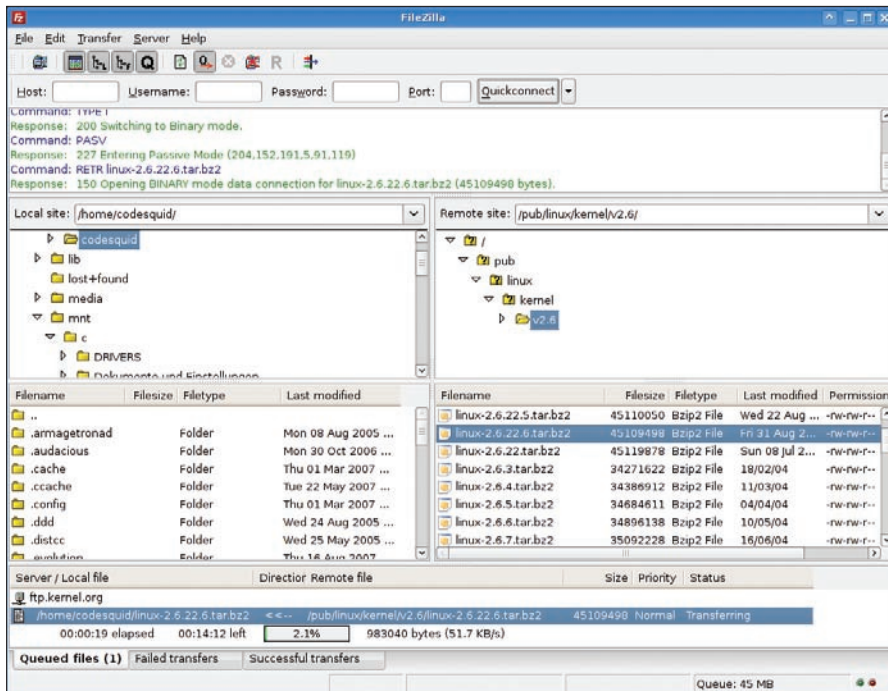 FileZilla
File Edit Transfer Server Help
Host: Username: Password: Port: Quickconnect
Command: TYPE I
Response: 200 Switching to Binary mode.
Command: PASV
Response: 227 Entering Passive Mode (204,152,191,5,91,119)
Command: RETR linux-2.6.22.6.tar.bz2
Response: 150 Opening BINARY mode data connection for linux-2.6.22.6.tar.bz2 (45109498 bytes).
Local site: /home/codesquid/
codesquid
lib
lost+found
media
mnt
c
DRIVERS
Dokumente und Einstellungen
Remote site: /pub/linux/kernel/v2.6/
/
pub
linux
kernel
v2.6
Filename Filesize Filetype Last modified
..
.armagetronad Folder Mon 08 Aug 2005 ...
.audacious Folder Mon 30 Oct 2006 ...
.cache Folder Thu 01 Mar 2007 ...
.ccache Folder Tue 22 May 2007 ...
.config Folder Thu 01 Mar 2007 ...
.ddd Folder Wed 24 Aug 2005 ...
.distcc Folder Wed 25 May 2005 ...
.evolution Folder Thu 16 Aug 2007
Filename Filesize Filetype Last modified Permission
linux-2.6.22.5.tar.bz2 45110050 Bzip2 File Wed 22 Aug ... -rw-rw-r--
linux-2.6.22.6.tar.bz2 45109498 Bzip2 File Fri 31 Aug 2... -rw-rw-r--
linux-2.6.22.tar.bz2 45119878 Bzip2 File Sun 08 Jul 2... -rw-rw-r--
linux-2.6.3.tar.bz2 34271622 Bzip2 File 18/02/04 -rw-rw-r--
linux-2.6.4.tar.bz2 34386912 Bzip2 File 11/03/04 -rw-rw-r--
linux-2.6.5.tar.bz2 34684611 Bzip2 File 04/04/04 -rw-rw-r--
linux-2.6.6.tar.bz2 34896138 Bzip2 File 10/05/04 -rw-rw-r--
linux-2.6.7.tar.bz2 35092228 Bzip2 File 16/06/04 -rw-rw-r--
Server / Local file Direction Remote file Size Priority Status
ftp.kernel.org
/home/codesquid/linux-2.6.22.6.tar.bz2 <<-- /pub/linux/kernel/v2.6/linux-2.6.22.6.tar.bz2 45109498 Normal Transferring
00:00:19 elapsed 00:14:12 left 2.1% 983040 bytes (51.7 KB/s)
Queued files (1) Failed transfers Successful transfers
Queue: 45 MB